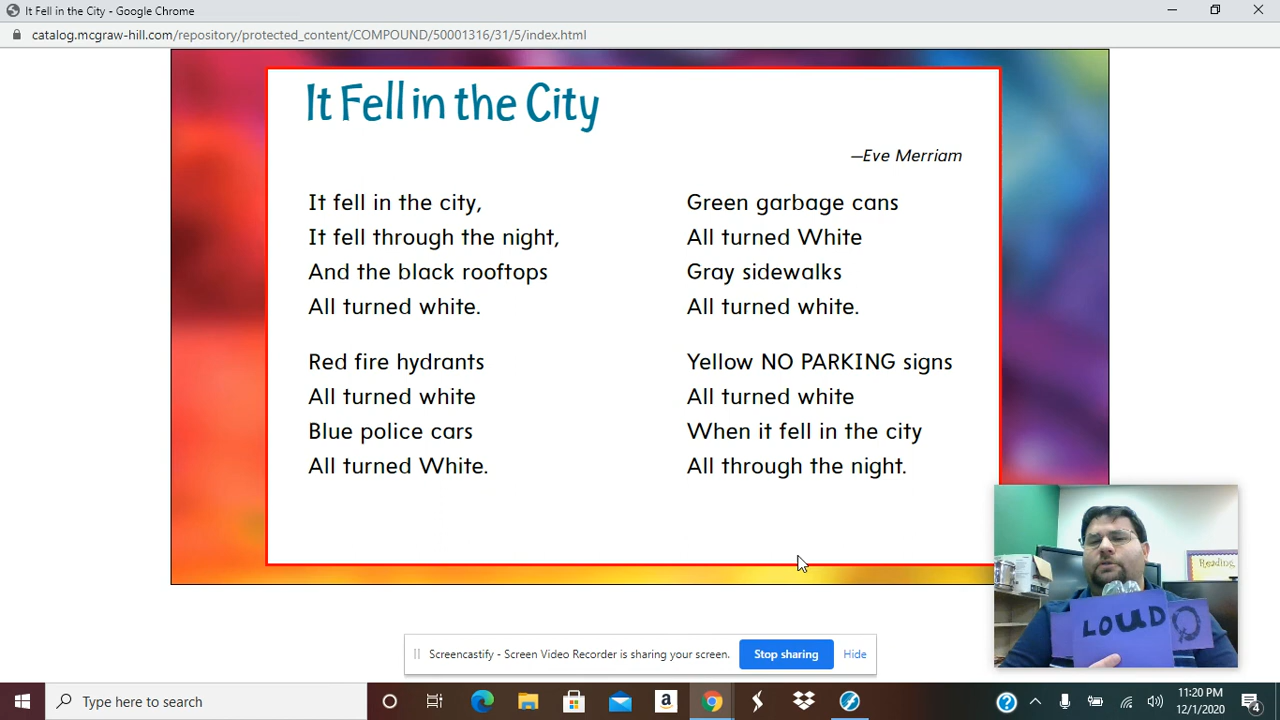 It Fell in the City - Google Chrome
catalog.mcgraw-hill.com/repository/protected_content/COMPOUND/50001316/31/5/index.html
It Fell in the City
—Eve Merriam
It fell in the city,
It fell through the night,
And the black rooftops
All turned white.
Red fire hydrants
All turned white
Blue police cars
All turned White.
Green garbage cans
All turned White
Gray sidewalks
All turned white.
Yellow NO PARKING signs
All turned white
When it fell in the city
All through the night.
Reading
LOUD
Screencastify - Screen Video Recorder is sharing your screen.
Stop sharing
Hide
Type here to search
11:20 PM
12/1/2020
4